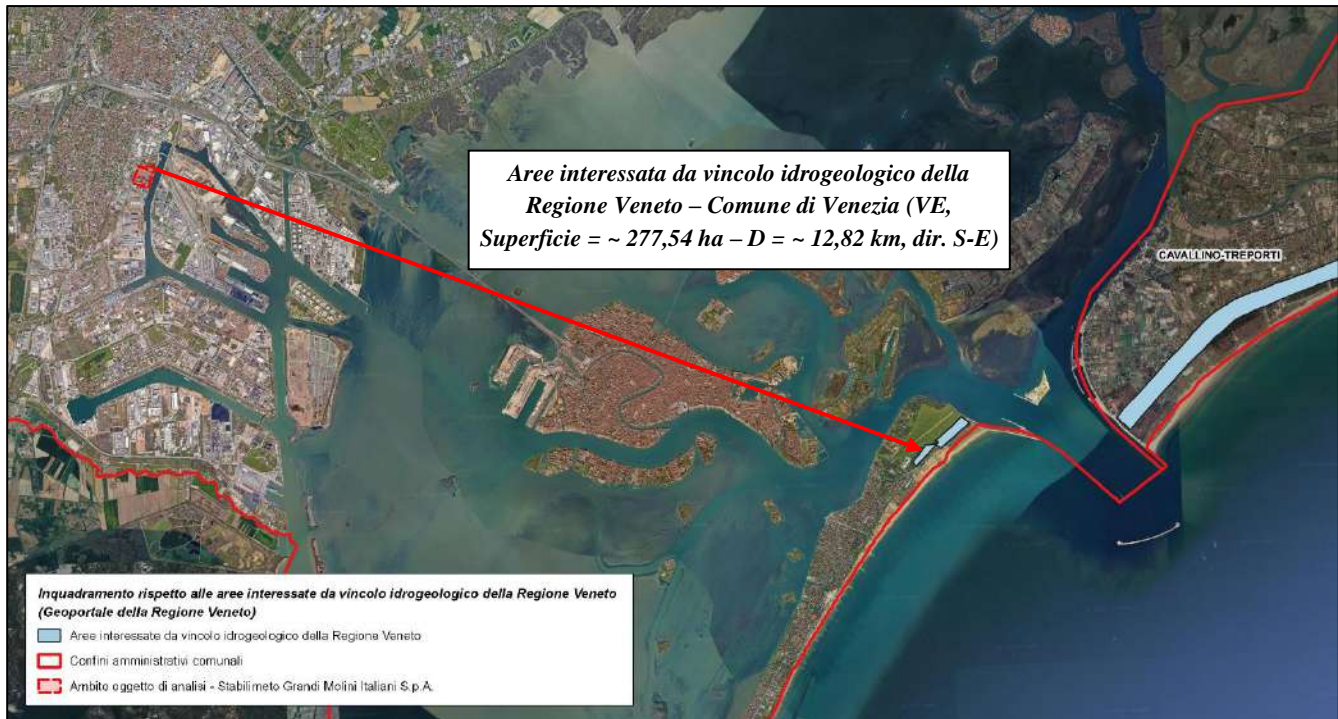 Aree interessata da vincolo idrogeologico della
Regione Veneto – Comune di Venezia (VE,
Superficie = ~ 277,54 ha – D = ~ 12,82 km, dir. S-E)
CAVALLINO-TREPORTI
Inquadramento rispetto alle aree interessate da vincolo idrogeologico della Regione Veneto
(Geoportale della Regione Veneto)
Aree interessate da vincolo idrogeologico della Regione Veneto
Confini amministrativi comunali
Ambito oggetto di analisi - Stabilimeto Grandi Molini Italiani S.p.A.